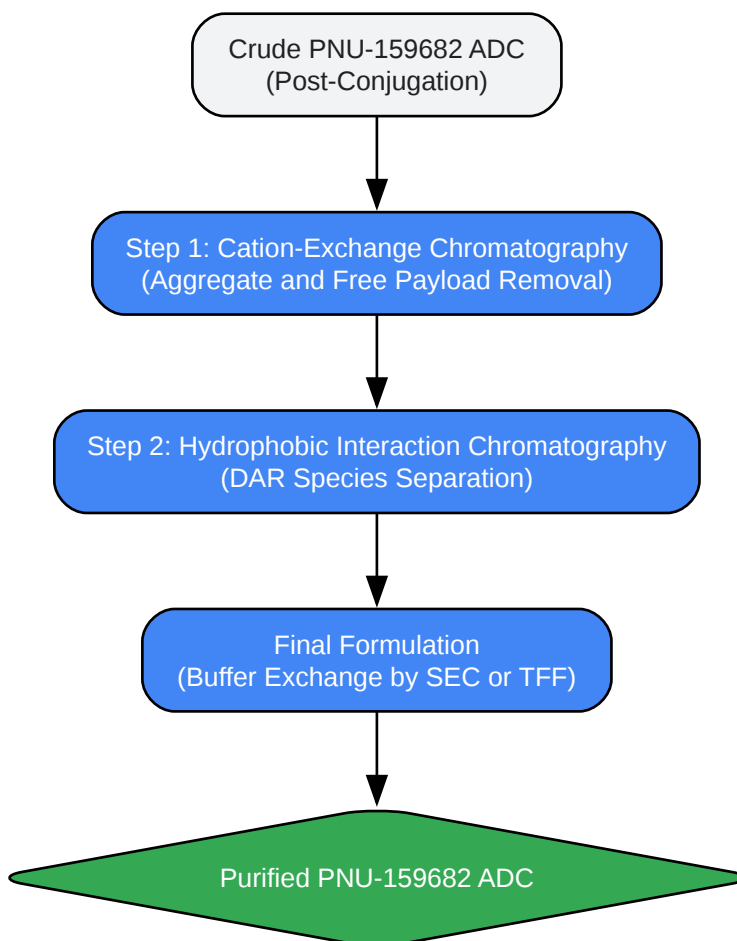 Crude PNU-159682 ADC
(Post-Conjugation)
Step 1: Cation-Exchange Chromatography
(Aggregate and Free Payload Removal)
Step 2: Hydrophobic Interaction Chromatography
(DAR Species Separation)
Final Formulation
(Buffer Exchange by SEC or TFF)
Purified PNU-159682 ADC